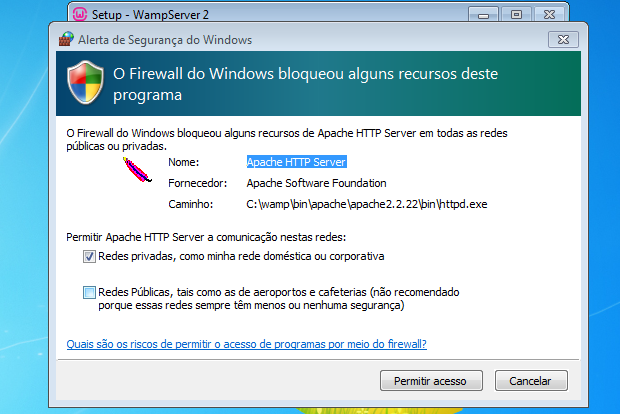 Setup - WampServer 2
Alerta de Segurança do Windows
O Firewall do Windows bloqueou alguns recursos deste
programa
O Firewall do Windows bloqueou alguns recursos de Apache HTTP Server em todas as redes
públicas ou privadas.
Nome: Apache HTTP Server
Fornecedor: Apache Software Foundation
Caminho: C:\wamp\bin\apache\apache2.2.22\bin\httpd.exe
Permitir Apache HTTP Server a comunicação nestas redes:
Redes privadas, como minha rede doméstica ou corporativa
Redes Públicas, tais como as de aeroportos e cafeterias (não recomendado
porque essas redes sempre têm menos ou nenhuma segurança)
Quais são os riscos de permitir o acesso de programas por meio do firewall?
Permitir acesso Cancelar